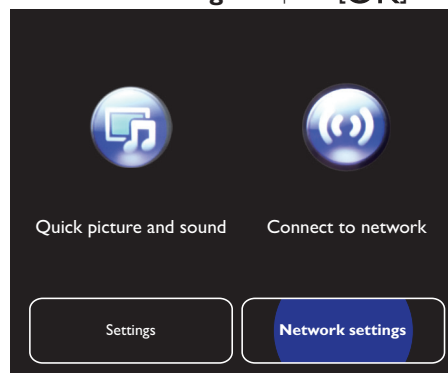 Quick picture and sound
Connect to network
Settings
Network settings